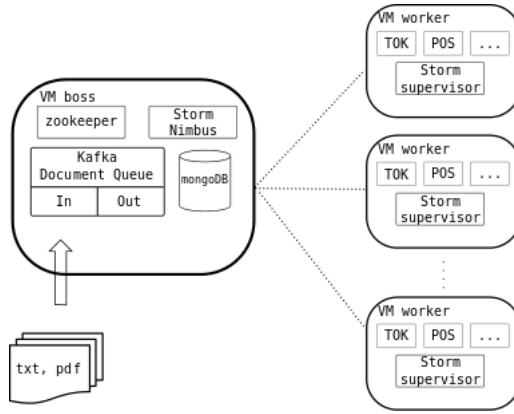 VM boss
zookeeper
Storm
Nimbus
Kafka
Document Queue
In Out
mongoDB
txt, pdf
VM worker
TOK POS ...
Storm
supervisor
VM worker
TOK POS ...
Storm
supervisor
VM worker
TOK POS ...
Storm
supervisor